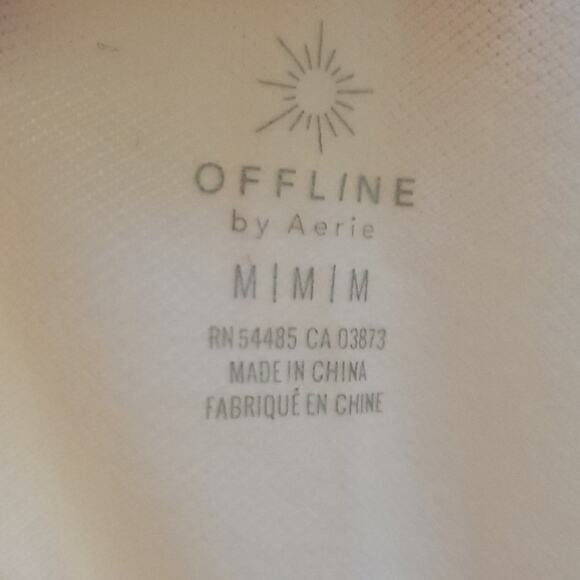 OFFLINE
by Aerie
M|M|M
RN 54485 CA 03873
MADE IN CHINA
FABRIQUÉ EN CHINE